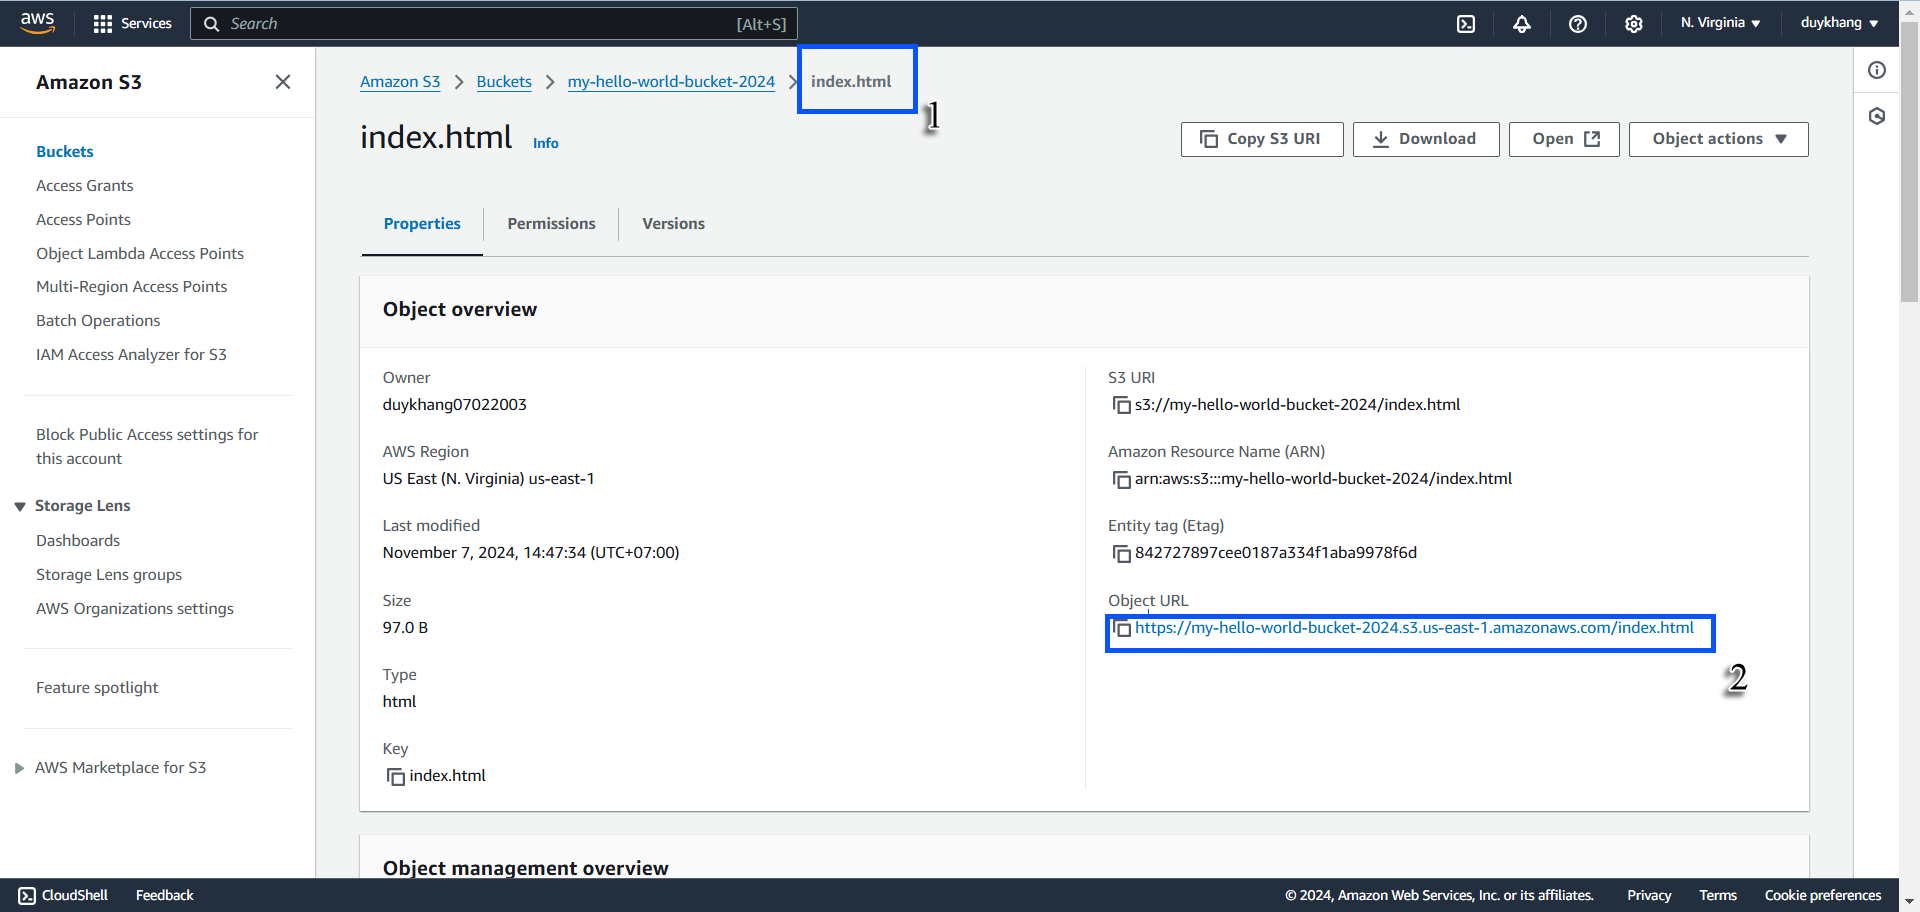 aws Services Search [Alt+S] N. Virginia duykhang
Amazon S3
Buckets
Access Grants
Access Points
Object Lambda Access Points
Multi-Region Access Points
Batch Operations
IAM Access Analyzer for S3
Block Public Access settings for
this account
Storage Lens
Dashboards
Storage Lens groups
AWS Organizations settings
Feature spotlight
AWS Marketplace for S3
Amazon S3 Buckets my-hello-world-bucket-2024 index.html
1
index.html Info
Copy S3 URI Download Open Object actions
Properties Permissions Versions
Object overview
Owner
duykhang07022003
AWS Region
US East (N. Virginia) us-east-1
Last modified
November 7, 2024, 14:47:34 (UTC+07:00)
Size
97.0 B
Type
html
Key
index.html
S3 URI
s3://my-hello-world-bucket-2024/index.html
Amazon Resource Name (ARN)
arn:aws:s3:::my-hello-world-bucket-2024/index.html
Entity tag (Etag)
842727897cee0187a334f1aba9978f6d
Object URL
https://my-hello-world-bucket-2024.s3.us-east-1.amazonaws.com/index.html
2
Object management overview
CloudShell Feedback © 2024, Amazon Web Services, Inc. or its affiliates. Privacy Terms Cookie preferences